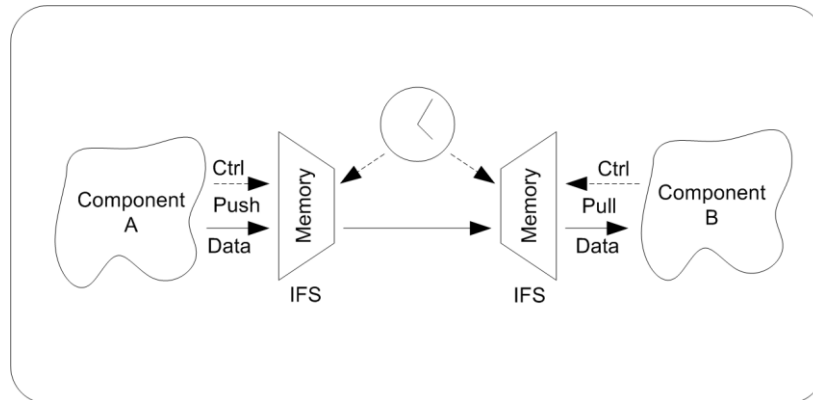 Component
A
Ctrl
Push
Data
Memory
IFS
Memory
IFS
Ctrl
Pull
Data
Component
B